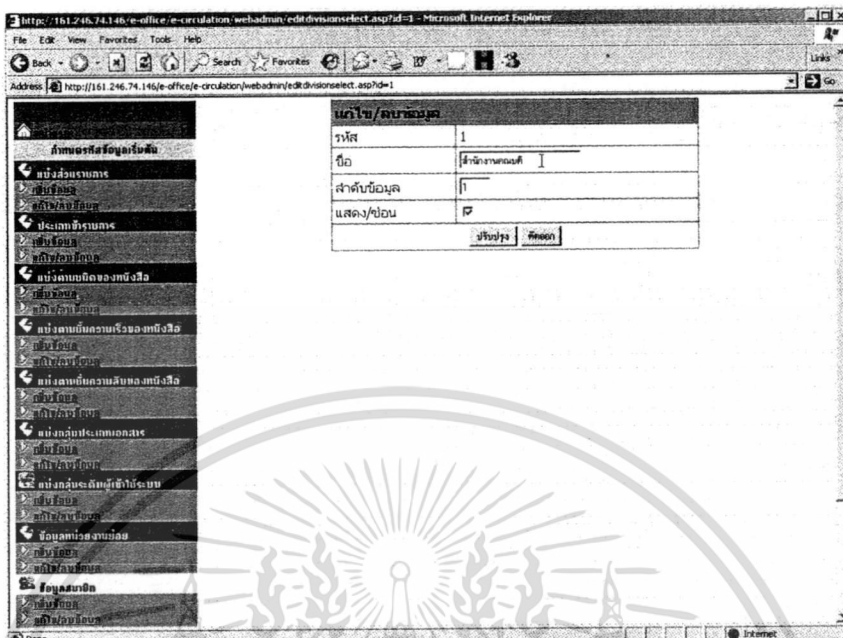 http://161.246.74.146/e-office/e-circulation/webadmin/editdivisionselect.asp?id=1 - Microsoft Internet Explorer
File Edit View Favorites Tools Help
Back Search Favorites
Links
Address http://161.246.74.146/e-office/e-circulation/webadmin/editdivisionselect.asp?id=1 Go
กำหนดรหัสข้อมูลเริ่มต้น
แบ่งส่วนราชการ
เพิ่มข้อมูล
แก้ไข/ลบข้อมูล
ประเภทข้าราชการ
เพิ่มข้อมูล
แก้ไข/ลบข้อมูล
แบ่งตามชนิดของหนังสือ
เพิ่มข้อมูล
แก้ไข/ลบข้อมูล
แบ่งตามชั้นความเร็วของหนังสือ
เพิ่มข้อมูล
แก้ไข/ลบข้อมูล
แบ่งตามชั้นความลับของหนังสือ
เพิ่มข้อมูล
แก้ไข/ลบข้อมูล
แบ่งกลุ่มประเภทเอกสาร
เพิ่มข้อมูล
แก้ไข/ลบข้อมูล
แบ่งกลุ่มระดับผู้เข้าใช้ระบบ
เพิ่มข้อมูล
แก้ไข/ลบข้อมูล
ข้อมูลหน่วยงานย่อย
เพิ่มข้อมูล
แก้ไข/ลบข้อมูล
ข้อมูลสมาชิก
เพิ่มข้อมูล
แก้ไข/ลบข้อมูล
แก้ไข/ลบข้อมูล
รหัส 1
ชื่อ สำนักงานคณบดี
ลำดับข้อมูล 1
แสดง/ซ่อน
ปรับปรุง คัดออก
Done
Internet